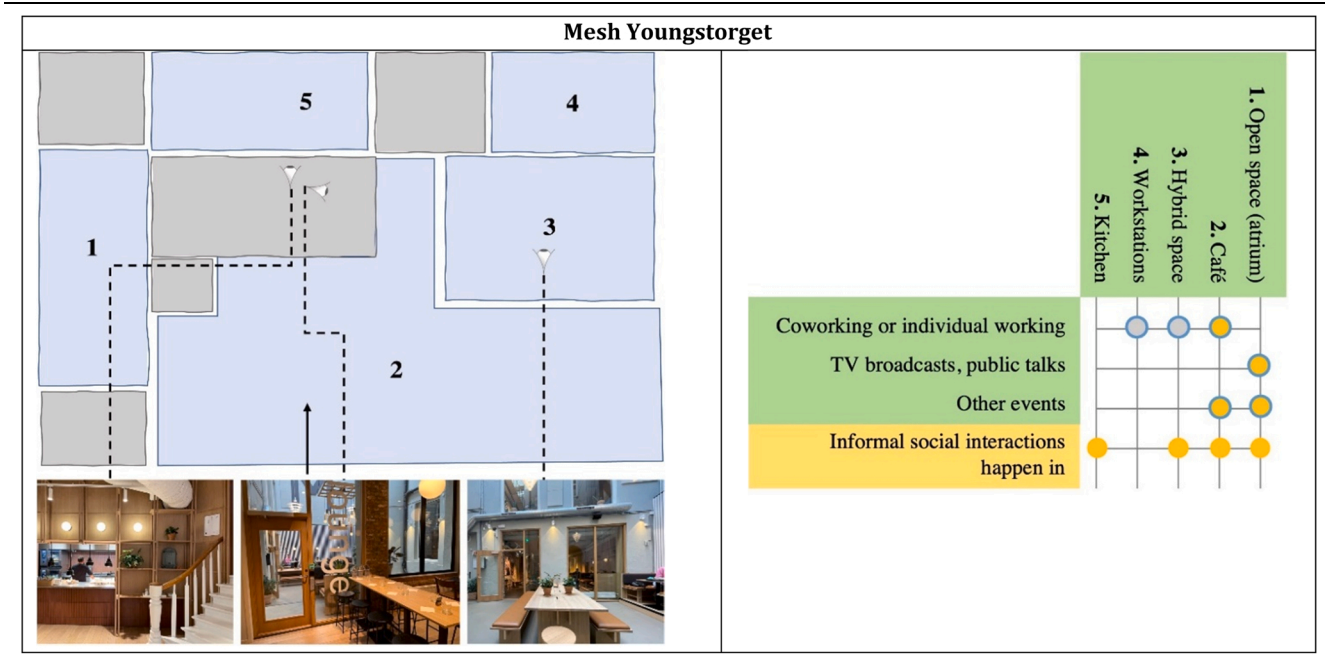 Mesh Youngstorget
5
4
1
3
2
lounge
1. Open space (atrium)
2. Café
3. Hybrid space
4. Workstations
5. Kitchen
Coworking or individual working
TV broadcasts, public talks
Other events
Informal social interactions
happen in